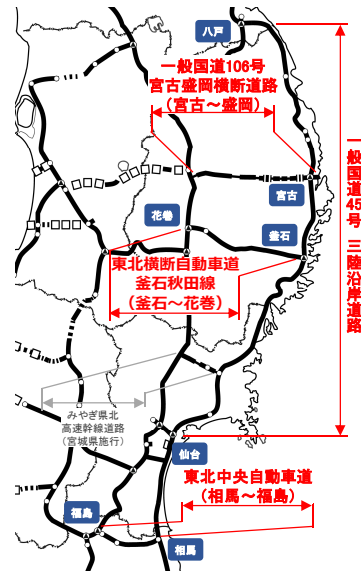 八戸
一般国道106号
宮古盛岡横断道路
（宮古～盛岡）
一般国道45号 三陸沿岸道路
宮古
花巻
釜石
東北横断自動車道
釜石秋田線
（釜石～花巻）
みやぎ県北
高速幹線道路
（宮城県施行）
仙台
東北中央自動車道
（相馬～福島）
福島
相馬